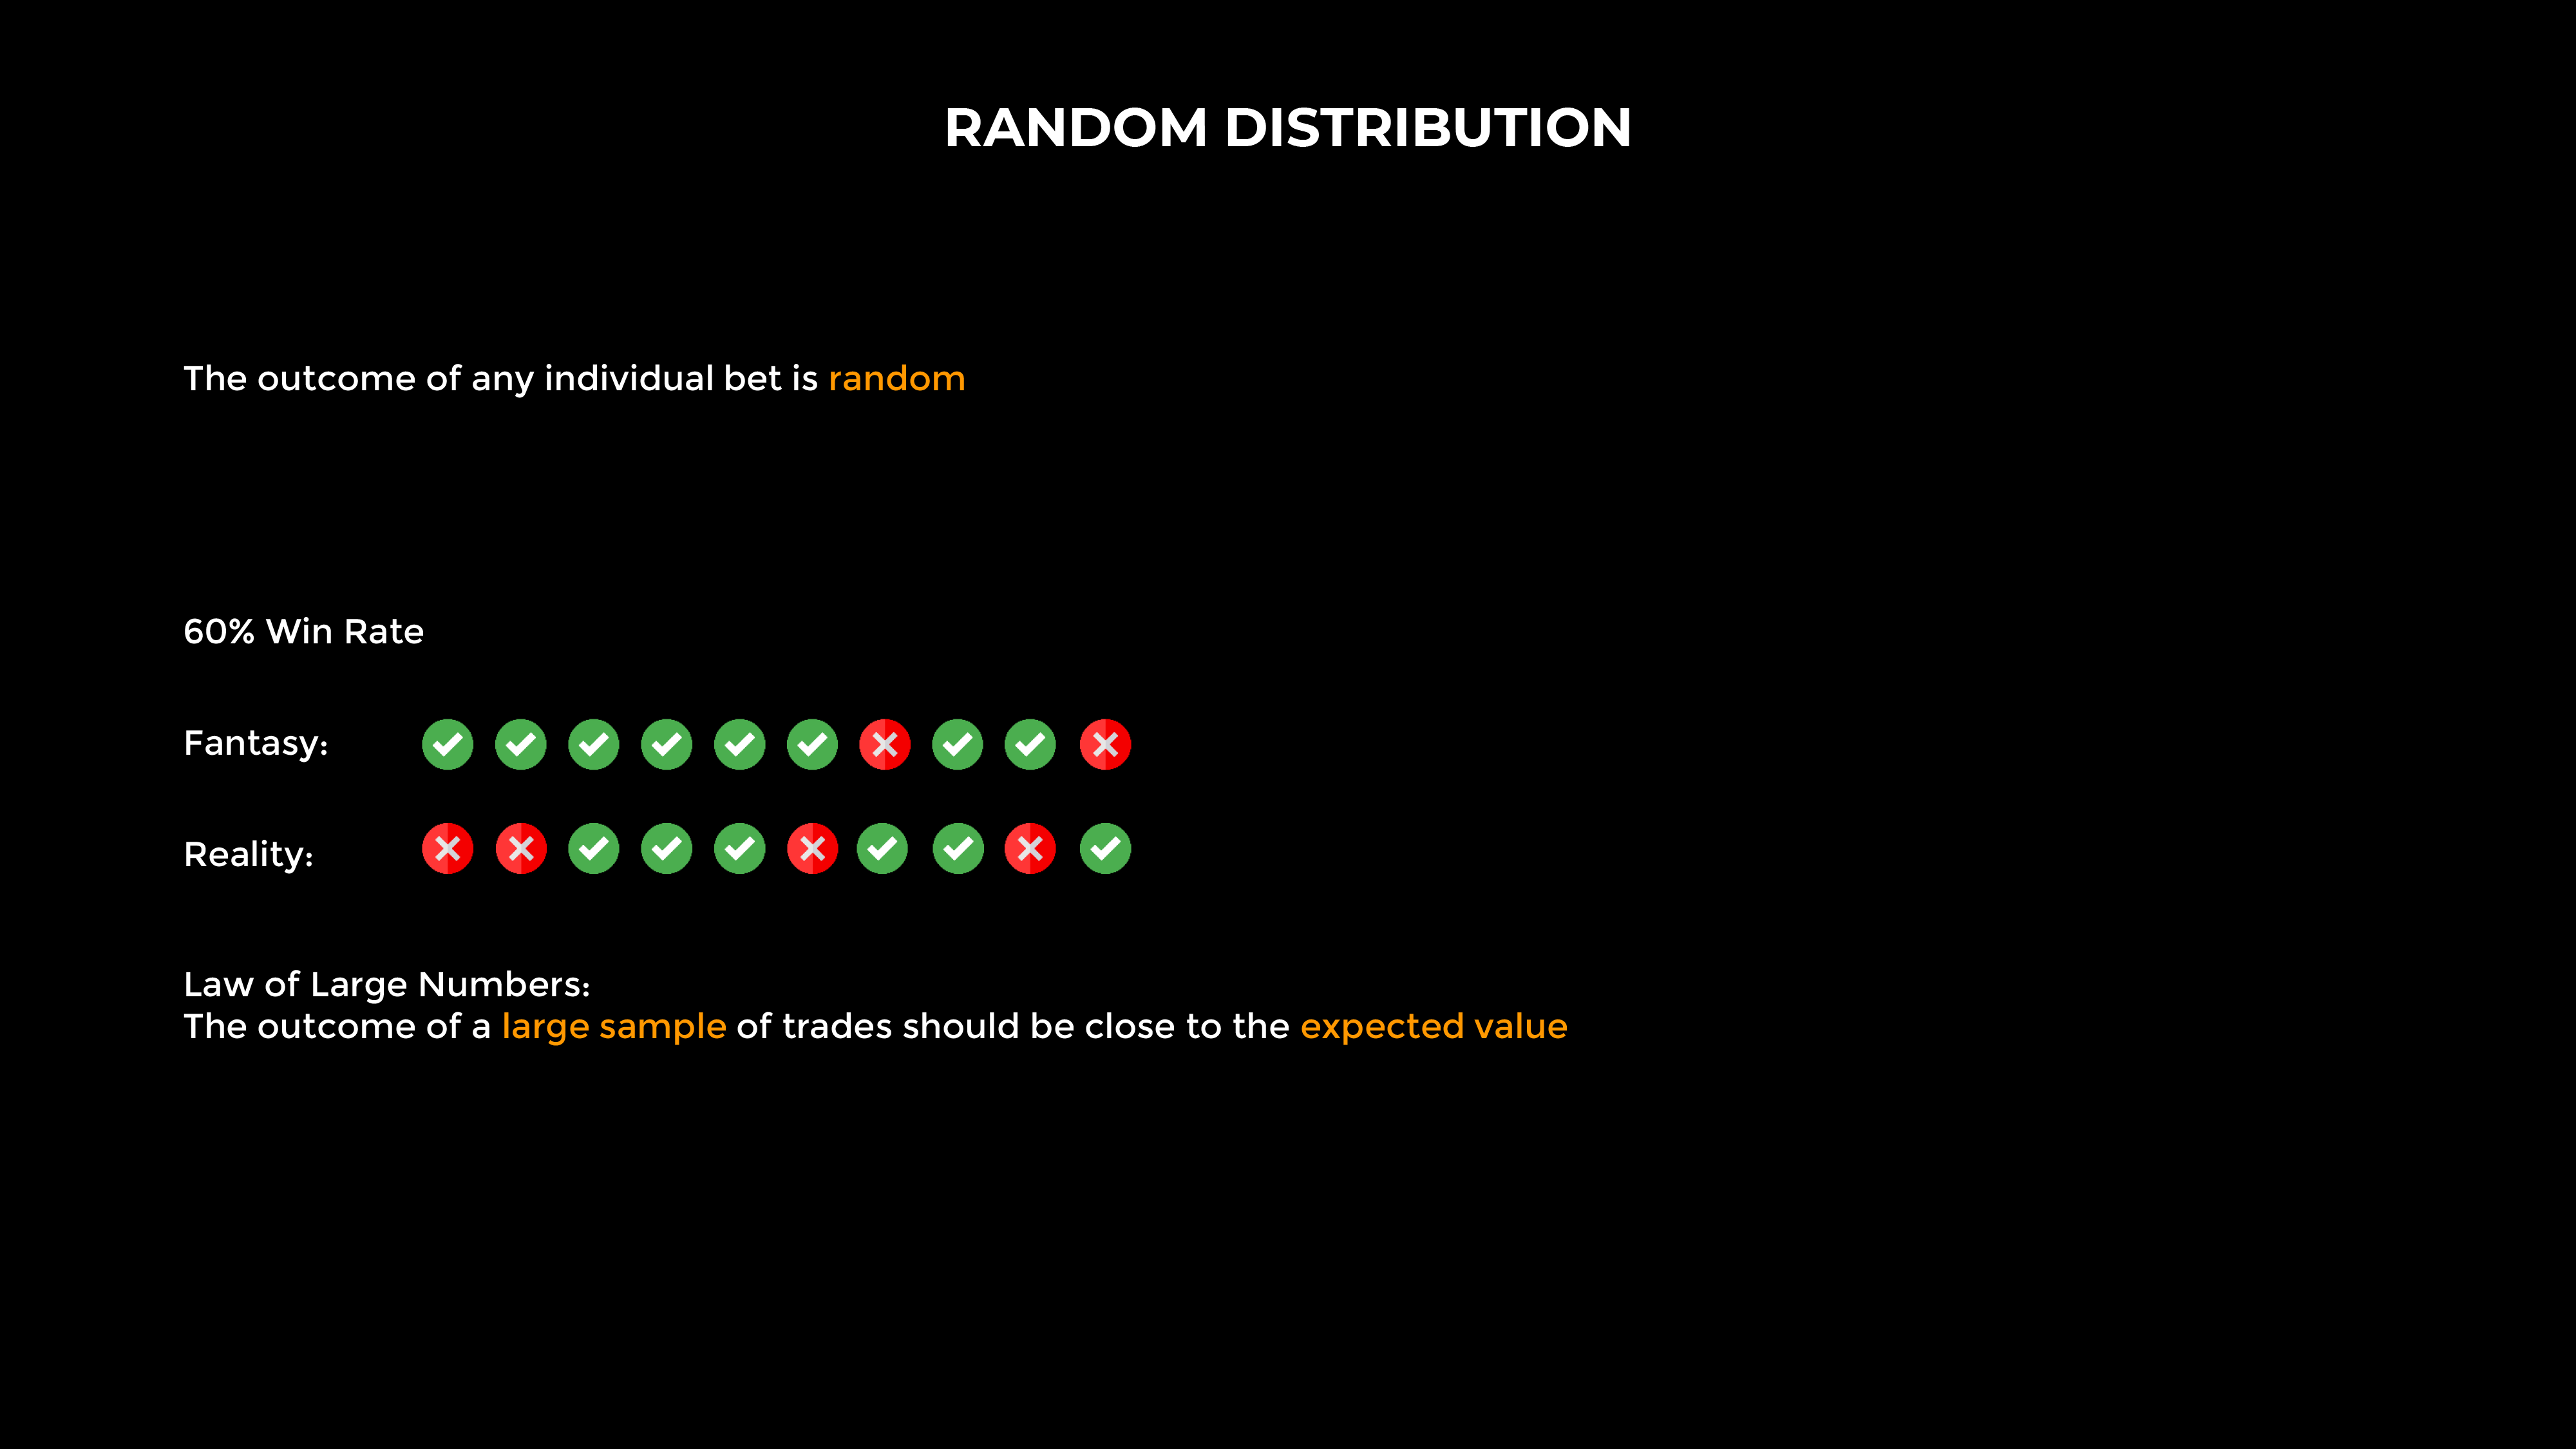 RANDOM DISTRIBUTION
The outcome of any individual bet is random
60% Win Rate
Fantasy:
Reality:
Law of Large Numbers:
The outcome of a large sample of trades should be close to the expected value